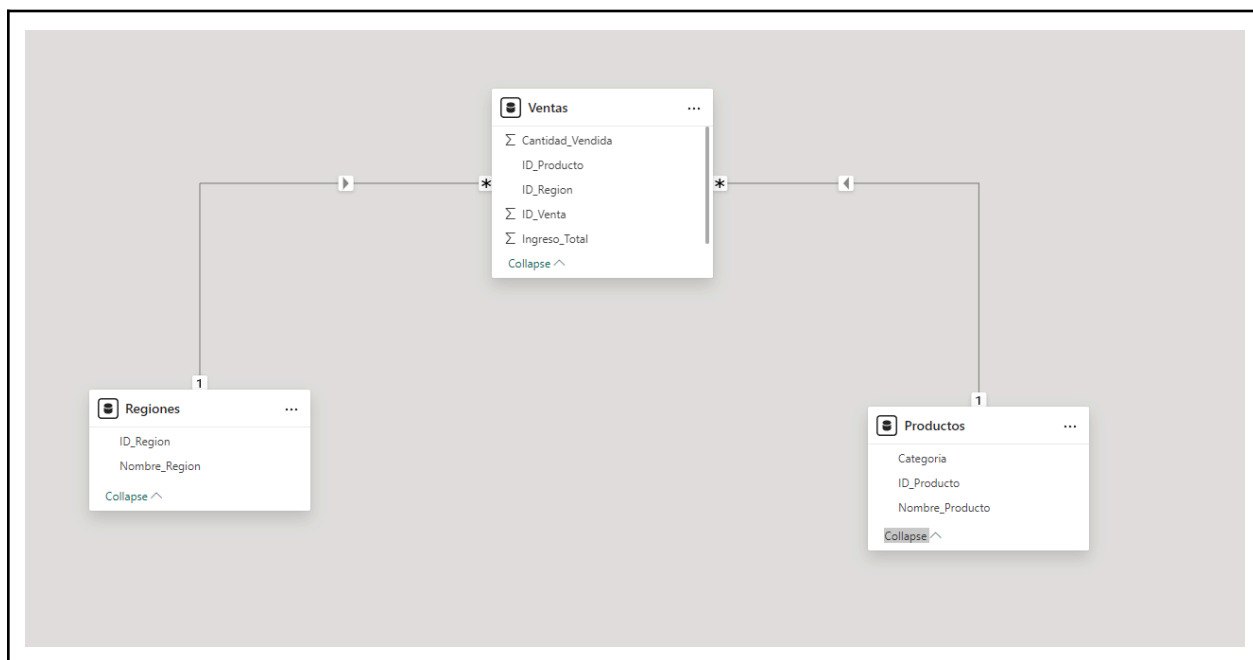 Ventas ...
Σ Cantidad_Vendida
ID_Producto
ID_Region
Σ ID_Venta
Σ Ingreso_Total
Collapse
* *
1
Regiones ...
ID_Region
Nombre_Region
Collapse
1
Productos ...
Categoria
ID_Producto
Nombre_Producto
Collapse